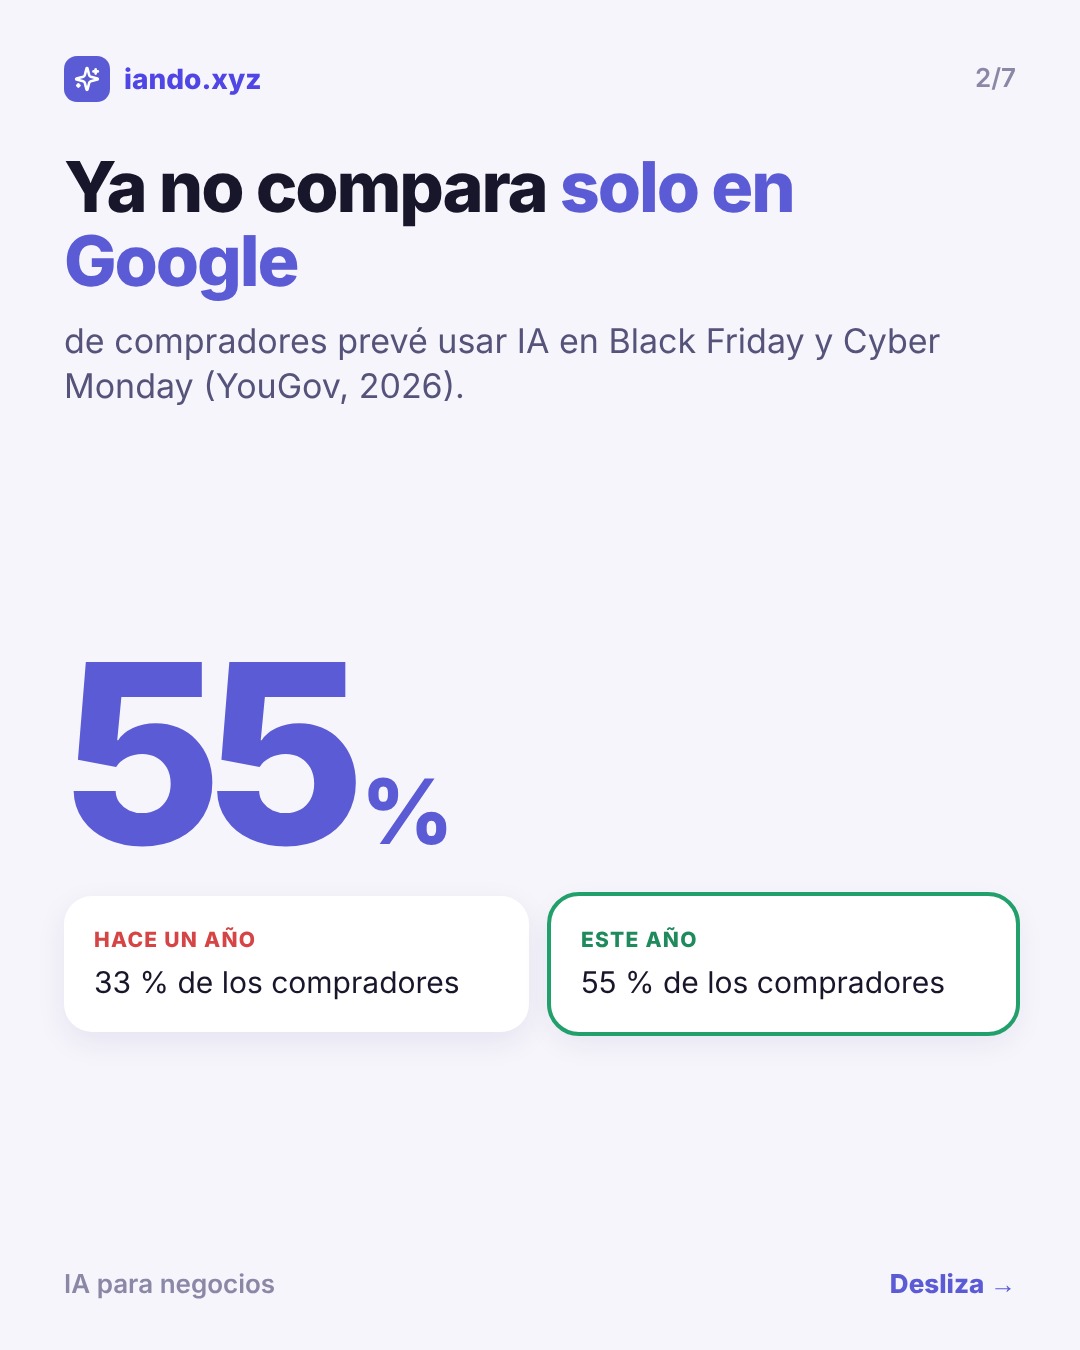 iando.xyz
2/7
Ya no compara solo en
Google
de compradores prevé usar IA en Black Friday y Cyber
Monday (YouGov, 2026).
55%
HACE UN AÑO
33 % de los compradores
ESTE AÑO
55 % de los compradores
IA para negocios
Desliza →